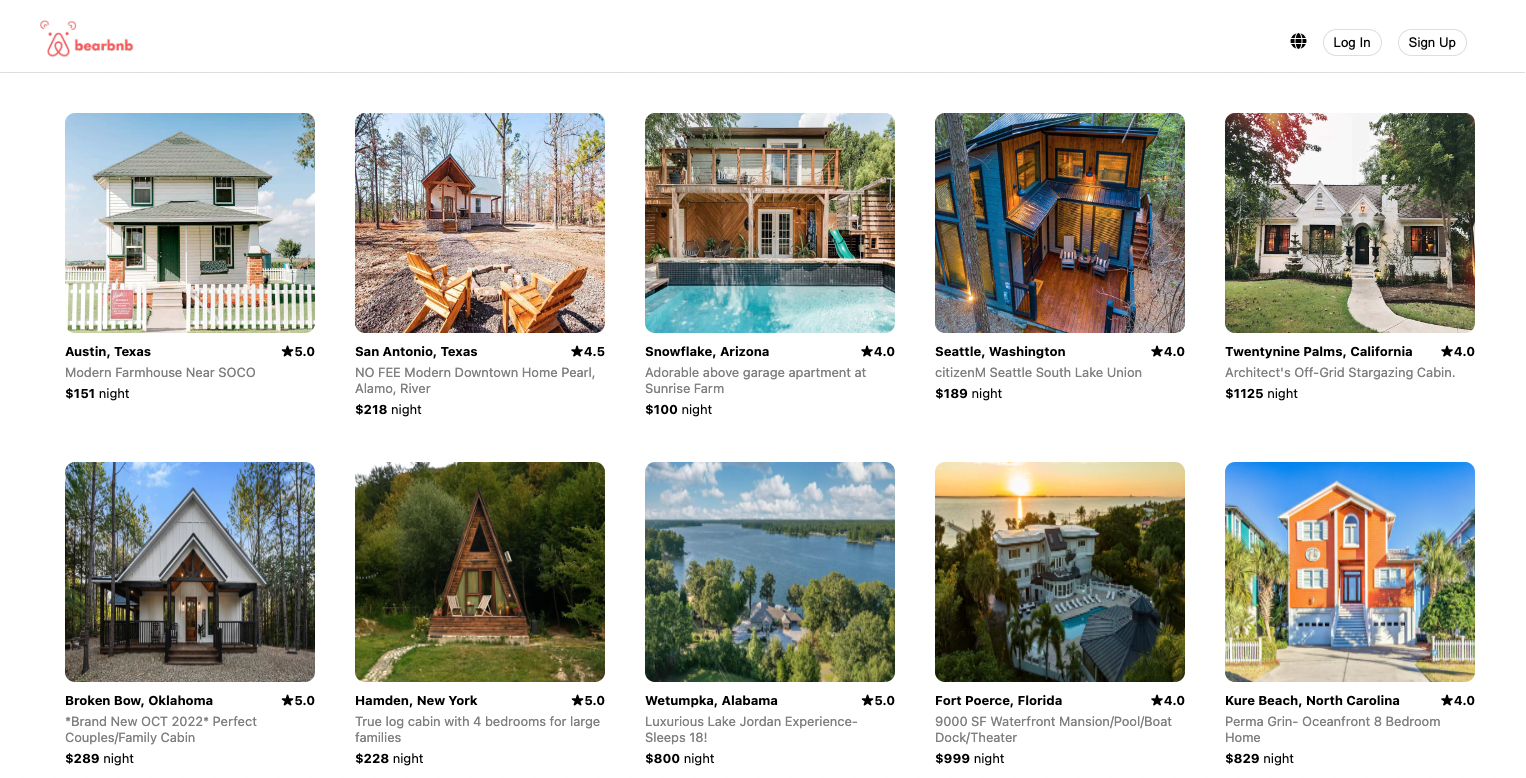 bearbnb
Log In
Sign Up
Austin, Texas ★5.0
Modern Farmhouse Near SOCO
$151 night
San Antonio, Texas ★4.5
NO FEE Modern Downtown Home Pearl,
Alamo, River
$218 night
Snowflake, Arizona ★4.0
Adorable above garage apartment at
Sunrise Farm
$100 night
Seattle, Washington ★4.0
citizenM Seattle South Lake Union
$189 night
Twentynine Palms, California ★4.0
Architect's Off-Grid Stargazing Cabin.
$1125 night
Broken Bow, Oklahoma ★5.0
*Brand New OCT 2022* Perfect
Couples/Family Cabin
$289 night
Hamden, New York ★5.0
True log cabin with 4 bedrooms for large
families
$228 night
Wetumpka, Alabama ★5.0
Luxurious Lake Jordan Experience-
Sleeps 18!
$800 night
Fort Poerce, Florida ★4.0
9000 SF Waterfront Mansion/Pool/Boat
Dock/Theater
$999 night
Kure Beach, North Carolina ★4.0
Perma Grin- Oceanfront 8 Bedroom
Home
$829 night